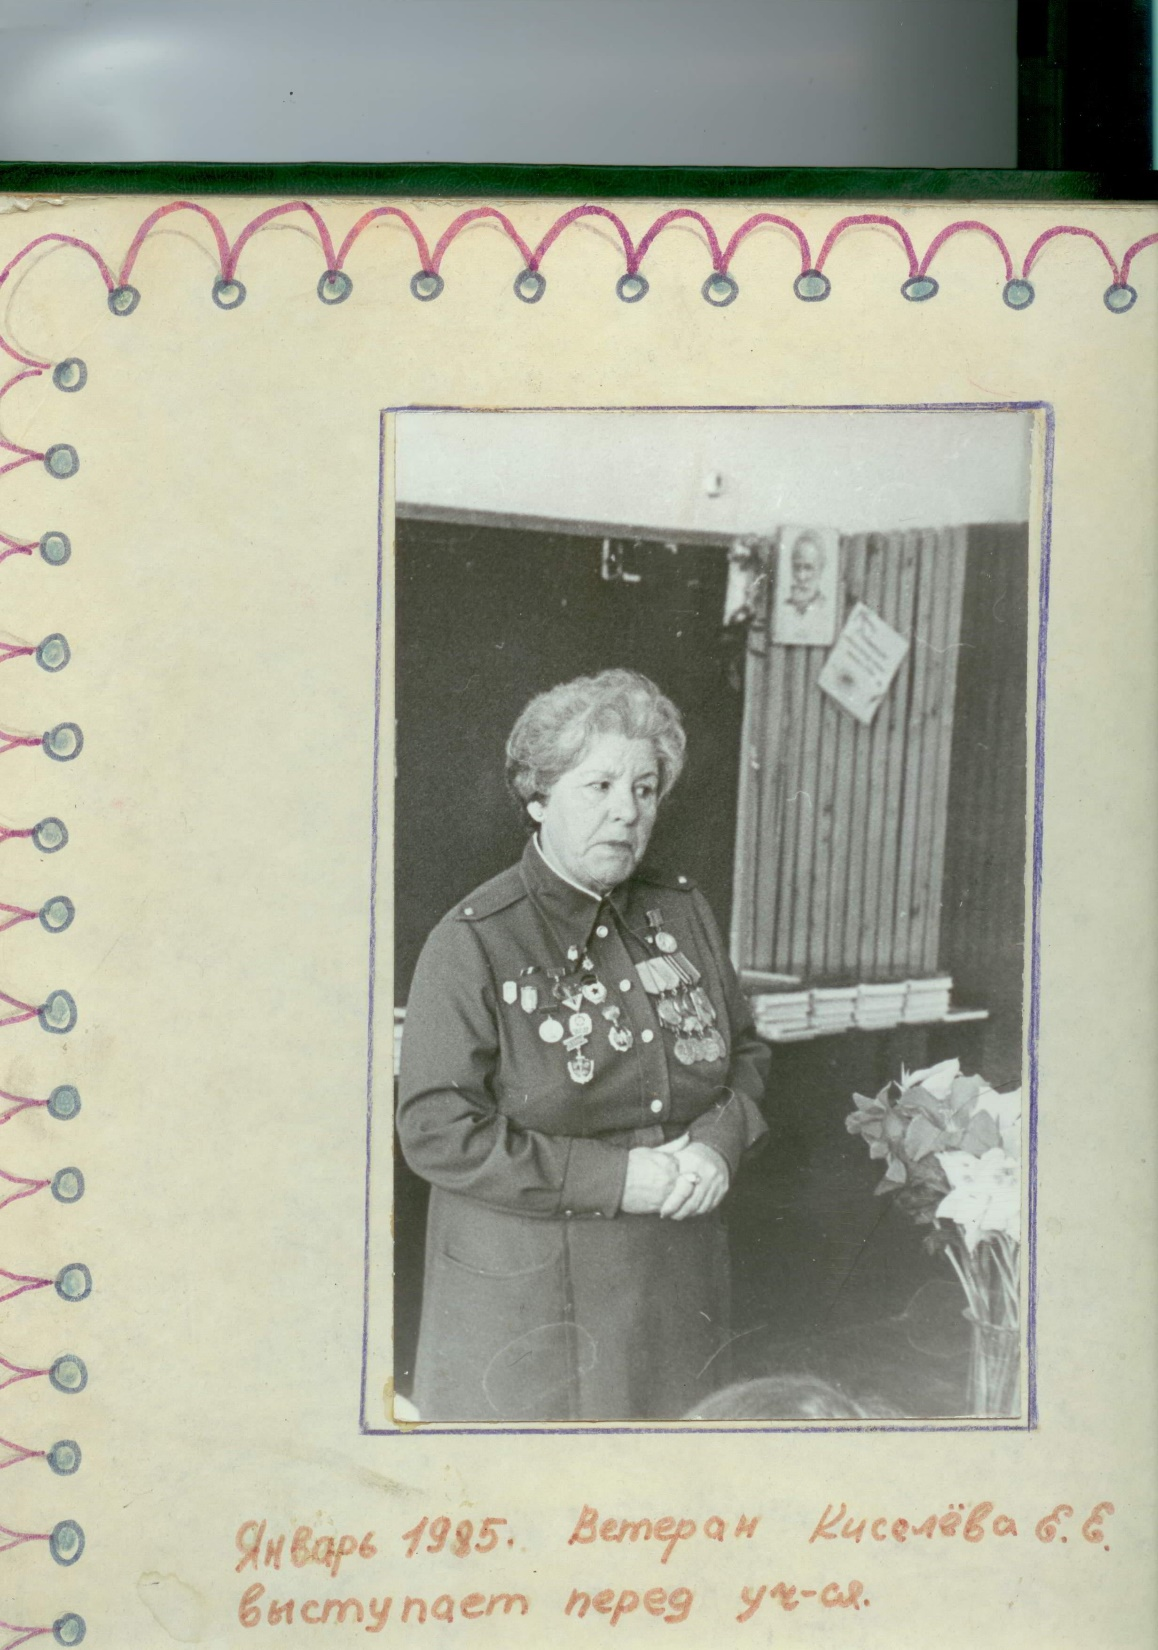 Январь 1985. Ветеран Киселёва Е. Е.
выступает перед уч-ся.